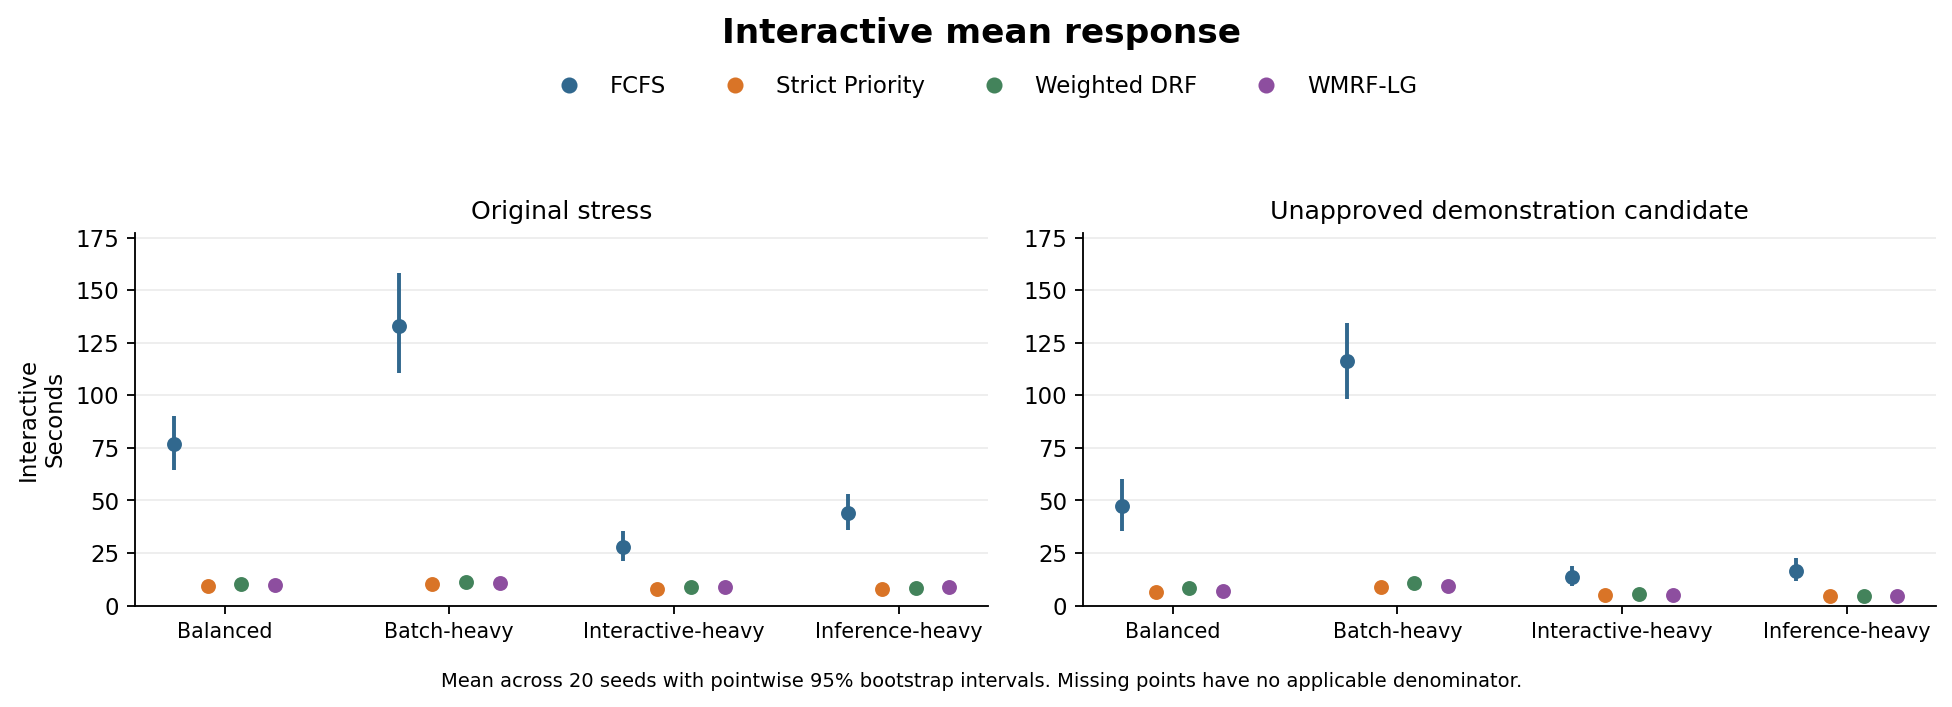 Interactive mean response
FCFS Strict Priority Weighted DRF WMRF-LG
Original stress
Unapproved demonstration candidate
Interactive
Seconds
175
150
125
100
75
50
25
0
Balanced Batch-heavy Interactive-heavy Inference-heavy
175
150
125
100
75
50
25
0
Balanced Batch-heavy Interactive-heavy Inference-heavy
Mean across 20 seeds with pointwise 95% bootstrap intervals. Missing points have no applicable denominator.